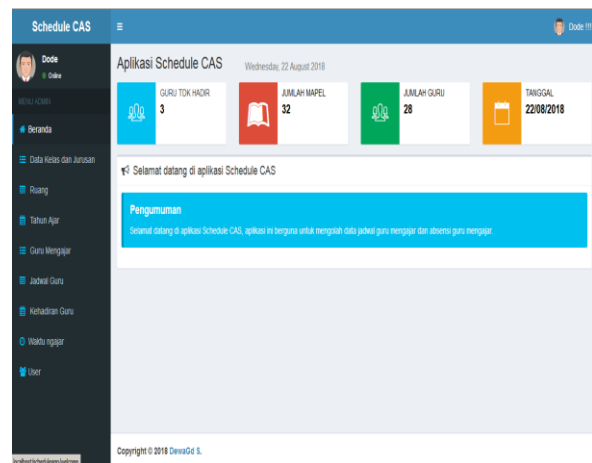 Schedule CAS
Dode !!!
Dode
Online
MENU ADMIN
Beranda
Data Kelas dan Jurusan
Ruang
Tahun Ajar
Guru Mengajar
Jadwal Guru
Kehadiran Guru
Waktu ngajar
User
Aplikasi Schedule CAS
Wednesday, 22 August 2018
GURU TDK HADIR
3
JUMLAH MAPEL
32
JUMLAH GURU
28
TANGGAL
22/08/2018
Selamat datang di aplikasi Schedule CAS
Pengumuman
Selamat datang di aplikasi Schedule CAS, aplikasi ini berguna untuk mengolah data jadwal guru mengajar dan absensi guru mengajar.
Copyright © 2018 DewaGd S.